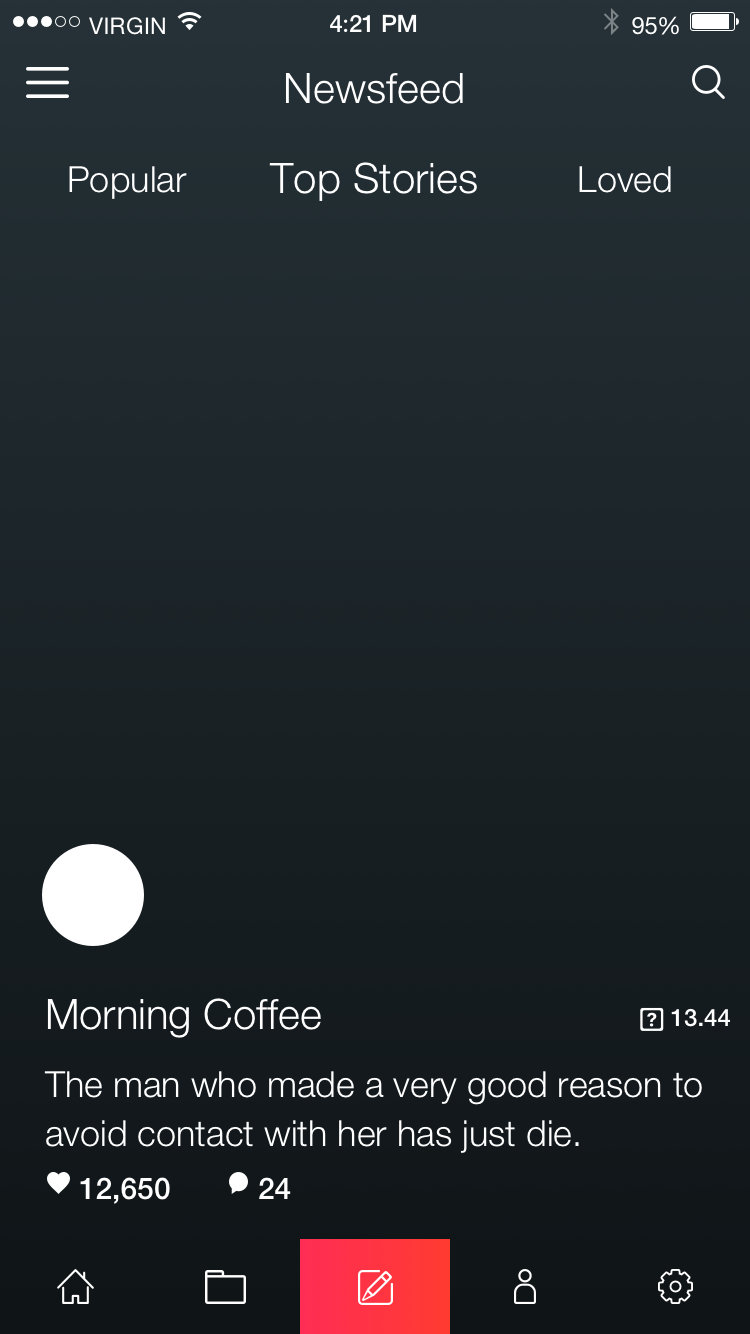 VIRGIN 4:21 PM 95%
Newsfeed
Popular Top Stories Loved
Morning Coffee ? 13.44
The man who made a very good reason to
avoid contact with her has just die.
12,650 24